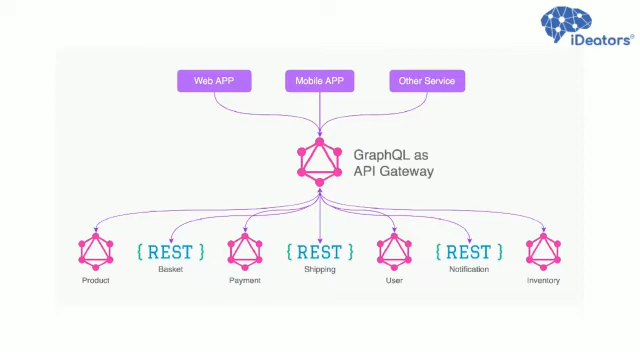 iDeators
Web APP
Mobile APP
Other Service
GraphQL as
API Gateway
{ REST }
{ REST }
{ REST }
Product
Basket
Payment
Shipping
User
Notification
Inventory